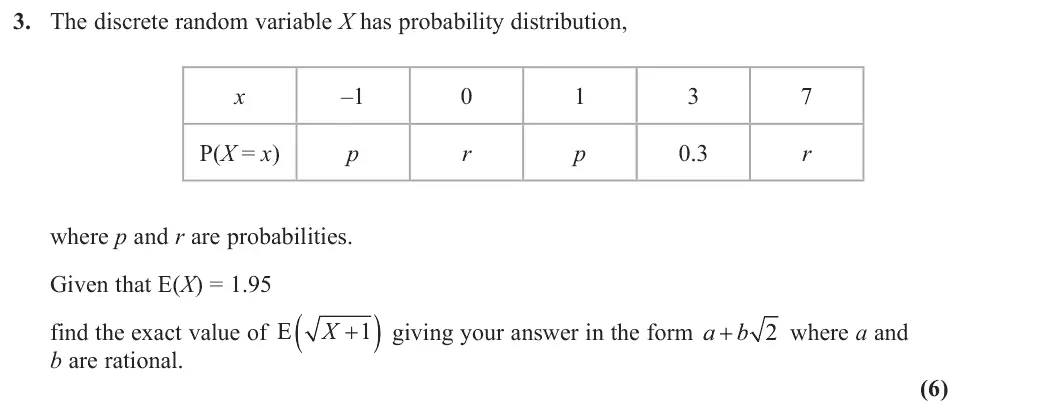 3. The discrete random variable X has probability distribution,
x –1 0 1 3 7
P(X = x) p r p 0.3 r
where p and r are probabilities.
Given that E(X) = 1.95
find the exact value of E(√(X+1)) giving your answer in the form a + b√2 where a and
b are rational.
(6)